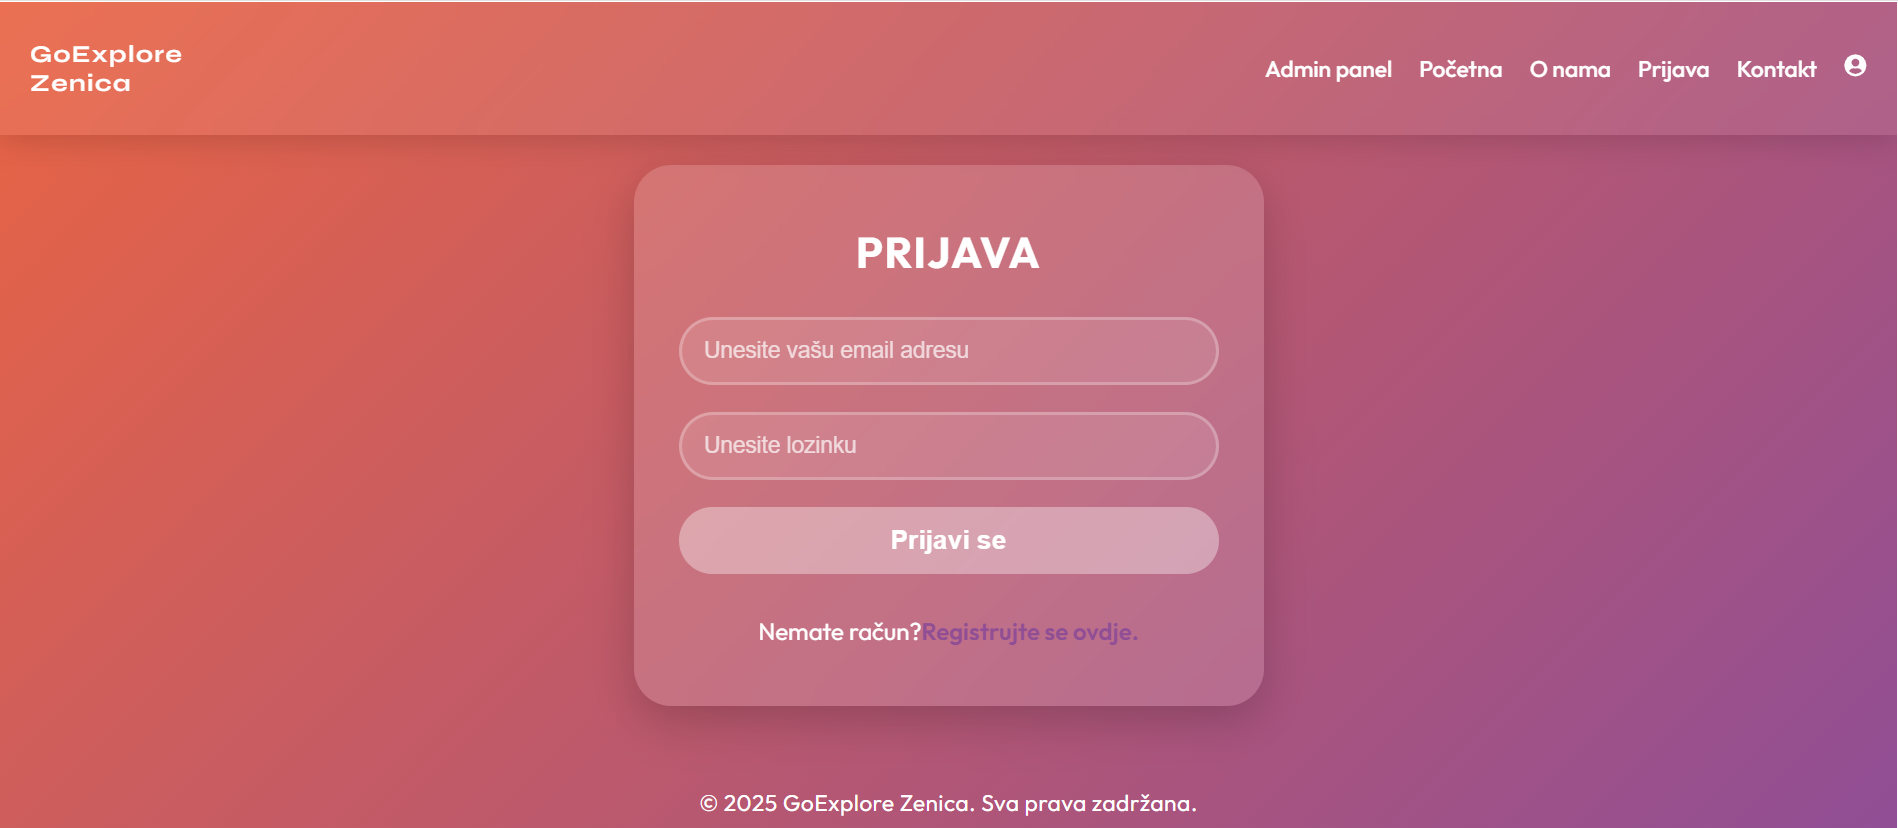 GoExplore
Zenica
Admin panel Početna O nama Prijava Kontakt
PRIJAVA
Unesite vašu email adresu
Unesite lozinku
Prijavi se
Nemate račun?Registrujte se ovdje.
© 2025 GoExplore Zenica. Sva prava zadržana.